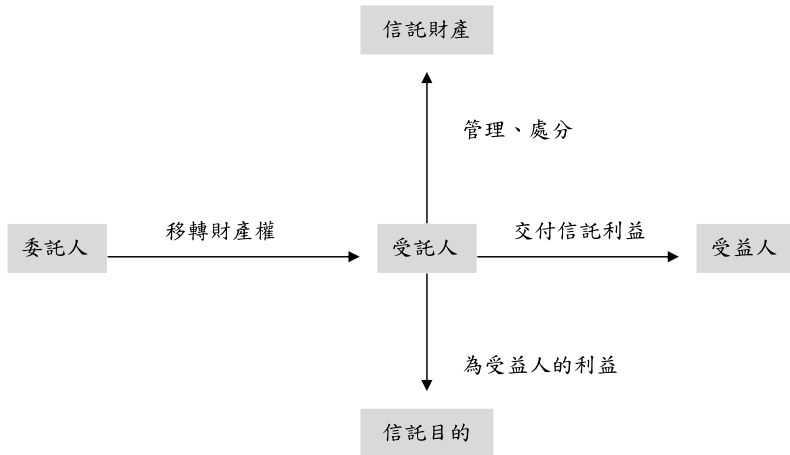 信託財產
管理、處分
委託人
移轉財產權
受託人
交付信託利益
受益人
為受益人的利益
信託目的